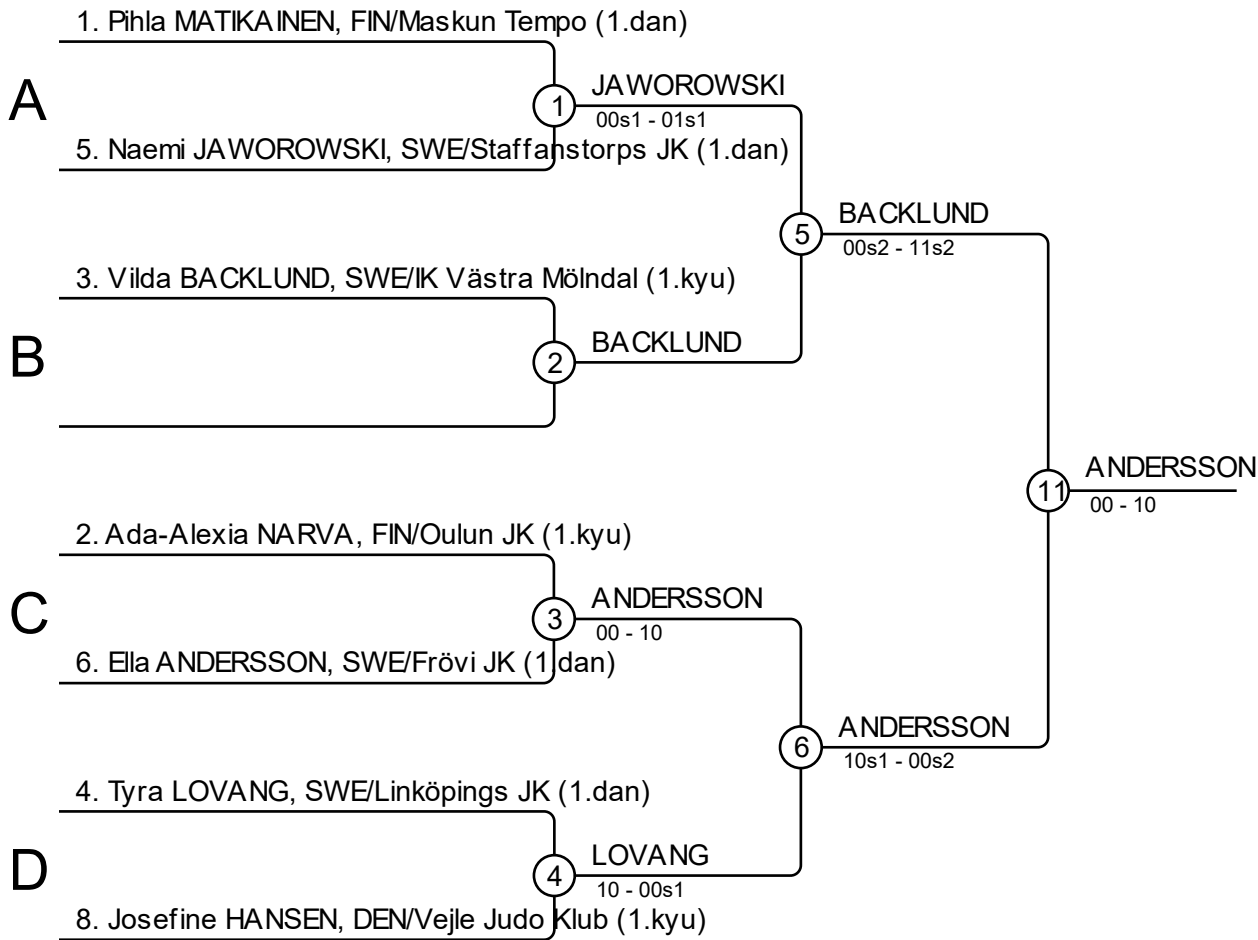 1. Pihla MATIKAINEN, FIN/Maskun Tempo (1.dan)
A
1
JAWOROWSKI
00s1 - 01s1
5. Naemi JAWOROWSKI, SWE/Staffanstorps JK (1.dan)
5
BACKLUND
00s2 - 11s2
3. Vilda BACKLUND, SWE/IK Västra Mölndal (1.kyu)
B
2
BACKLUND
11
ANDERSSON
00 - 10
2. Ada-Alexia NARVA, FIN/Oulun JK (1.kyu)
C
3
ANDERSSON
00 - 10
6. Ella ANDERSSON, SWE/Frövi JK (1.dan)
6
ANDERSSON
10s1 - 00s2
4. Tyra LOVANG, SWE/Linköpings JK (1.dan)
D
4
LOVANG
10 - 00s1
8. Josefine HANSEN, DEN/Vejle Judo Klub (1.kyu)